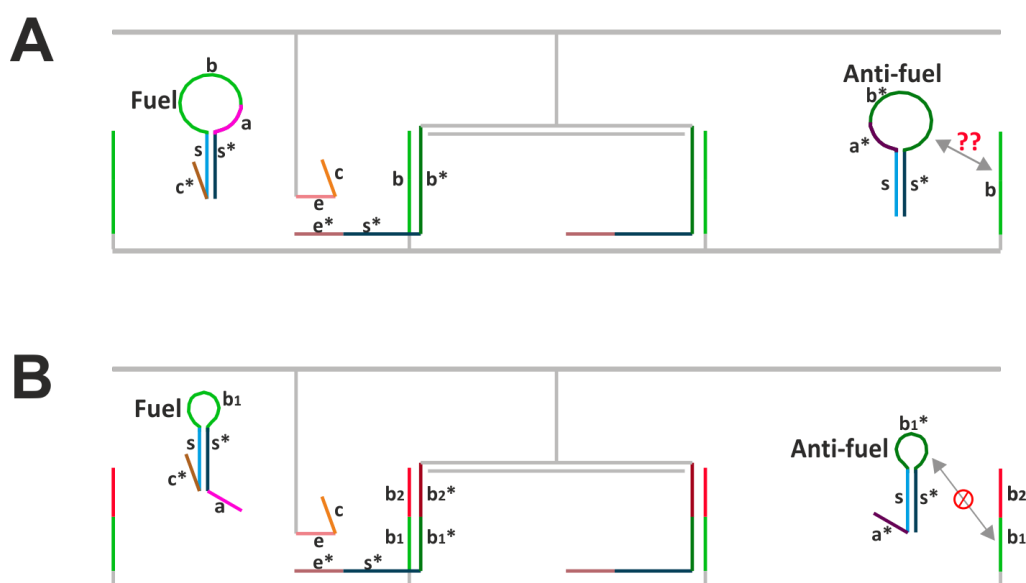 A
b
Fuel
a
s s*
c*
c
e
e* s*
b b*
Anti-fuel
b*
a*
s s*
??
b
B
Fuel
b1
s s*
c*
a
c
e
e* s*
b2 b2*
b1 b1*
b1*
Anti-fuel
s s*
a*
b2
b1